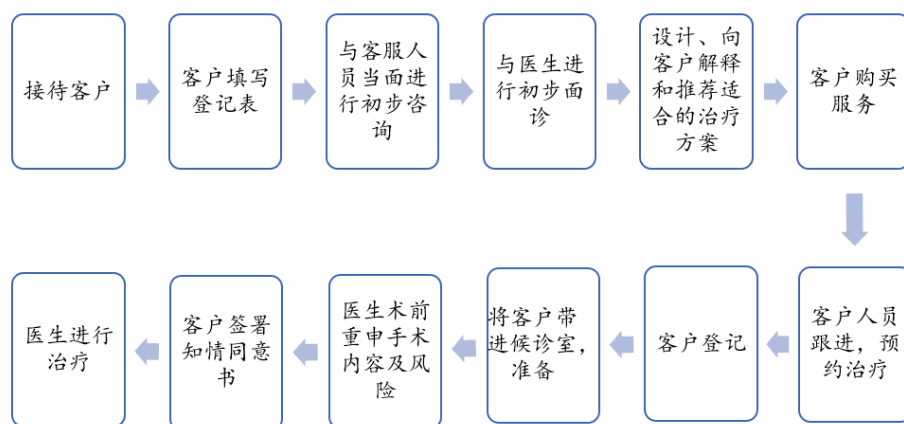 接待客户
客户填写
登记表
与客服人
员当面进
行初步咨
询
与医生进
行初步面
诊
设计、向
客户解释
和推荐适
合的治疗
方案
客户购买
服务
客户人员
跟进，预
约治疗
客户登记
将客户带
进候诊室，
准备
医生术前
重申手术
内容及风
险
客户签署
知情同意
书
医生进行
治疗